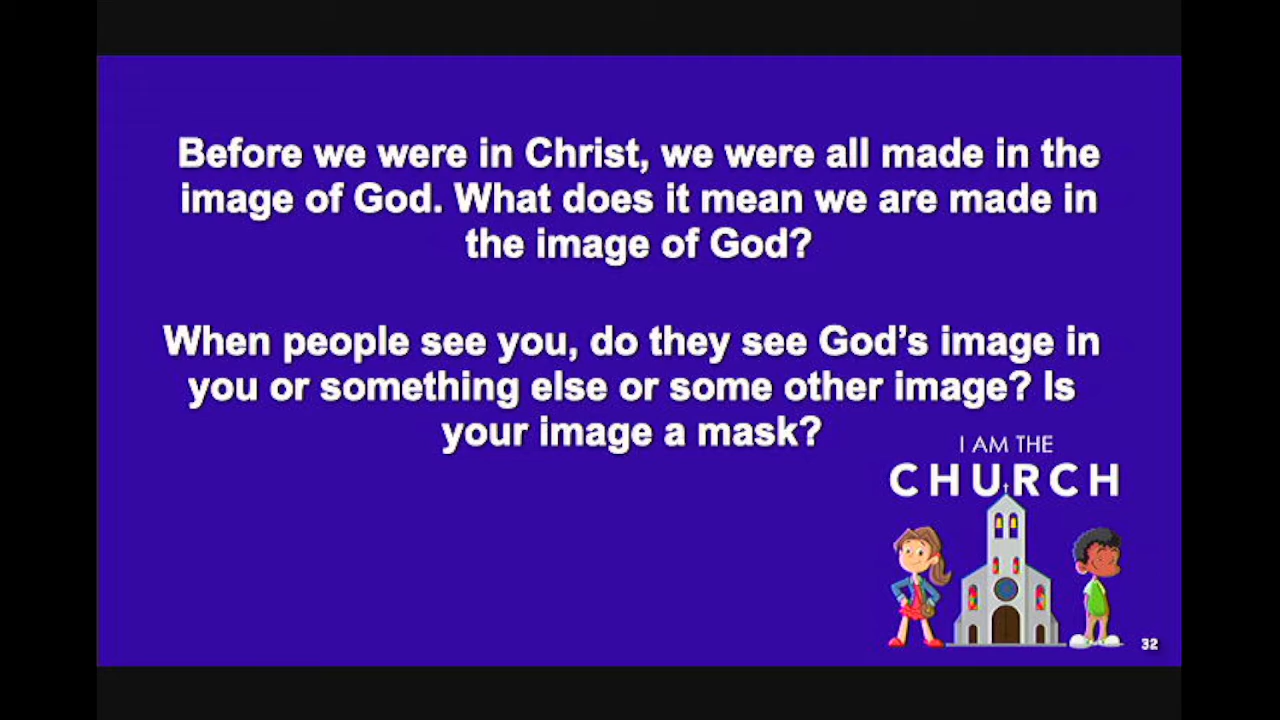 Before we were in Christ, we were all made in the
image of God. What does it mean we are made in
the image of God?
When people see you, do they see God’s image in
you or something else or some other image? Is
your image a mask?
I AM THE
CHURCH
32